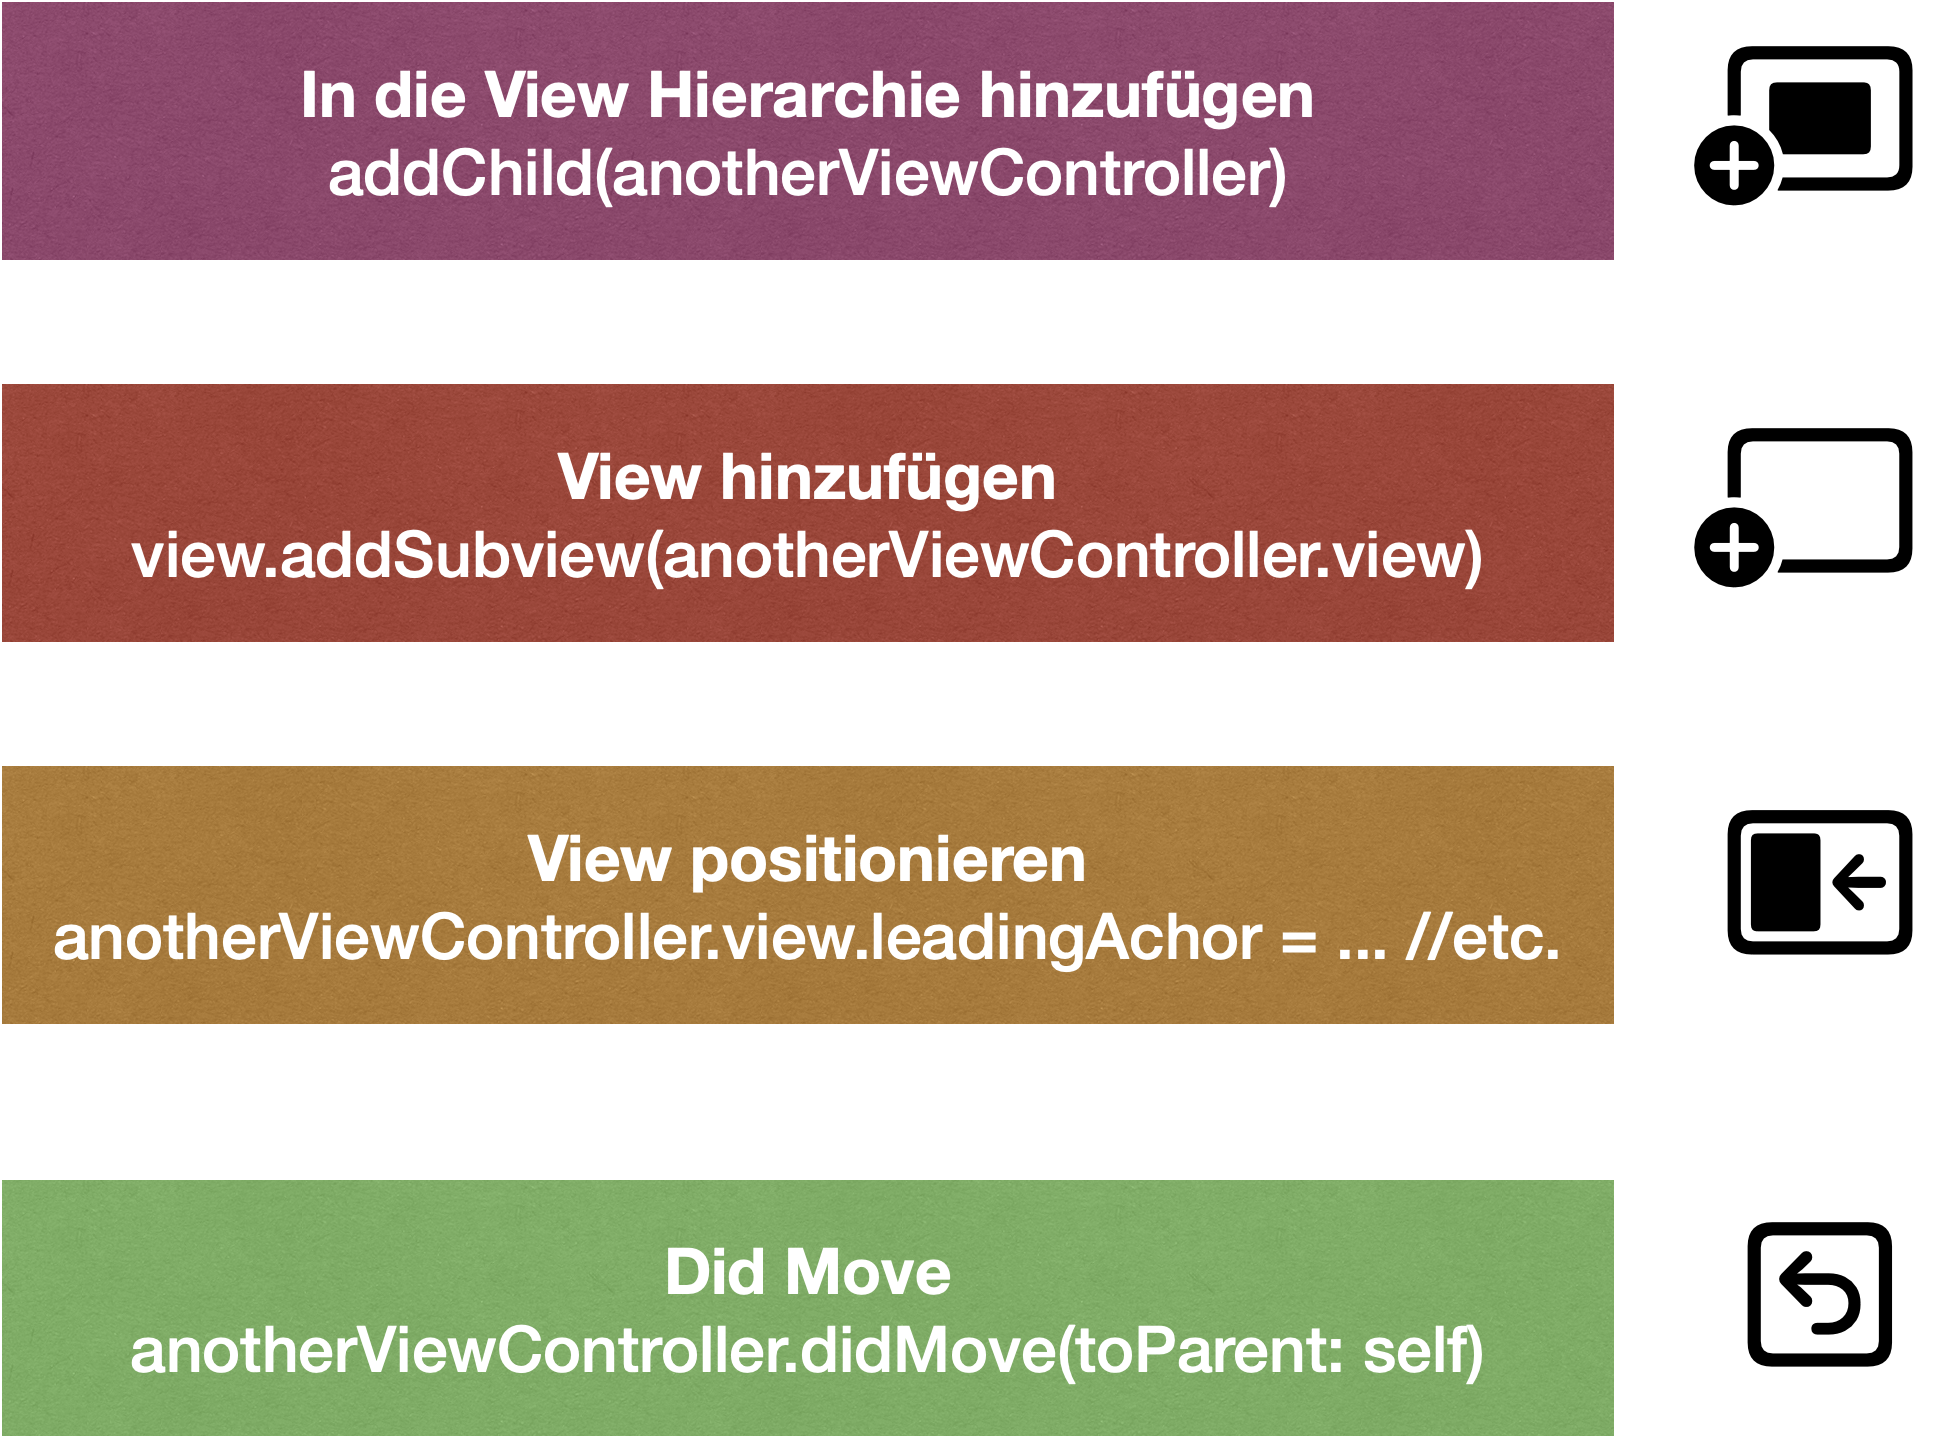 In die View Hierarchie hinzufügen
addChild(anotherViewController)
View hinzufügen
view.addSubview(anotherViewController.view)
View positionieren
anotherViewController.view.leadingAchor = ... //etc.
Did Move
anotherViewController.didMove(toParent: self)